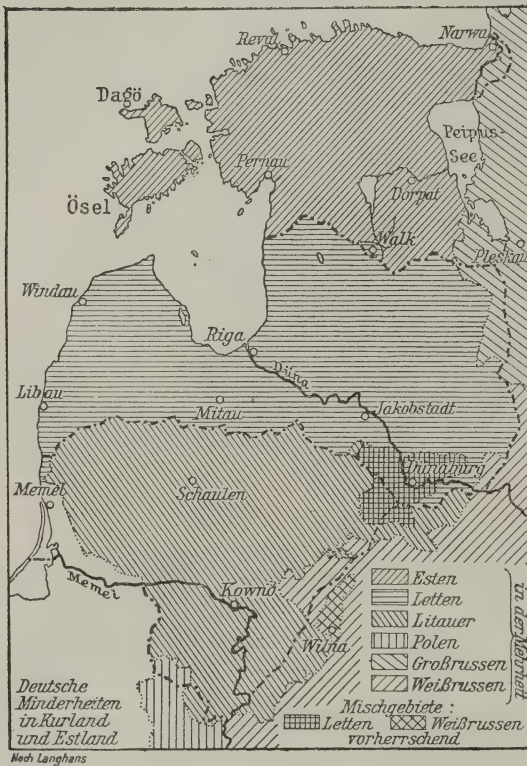 Reval
Narwa
Dagö
Peipus-
See
Pernau
Dorpat
Ösel
Walk
Pleskau
Windau
Riga
Düna
Libau
Mitau
Jakobstadt
Dünaburg
Memel
Schaulen
Memel
Kowno
Wilna
Esten
Letten
Litauer
Polen
Großrussen
Weißrussen
in der Mehrheit
Mischgebiete:
Letten Weißrussen
vorherrschend
Deutsche
Minderheiten
in Kurland
und Estland
Nach Langhans